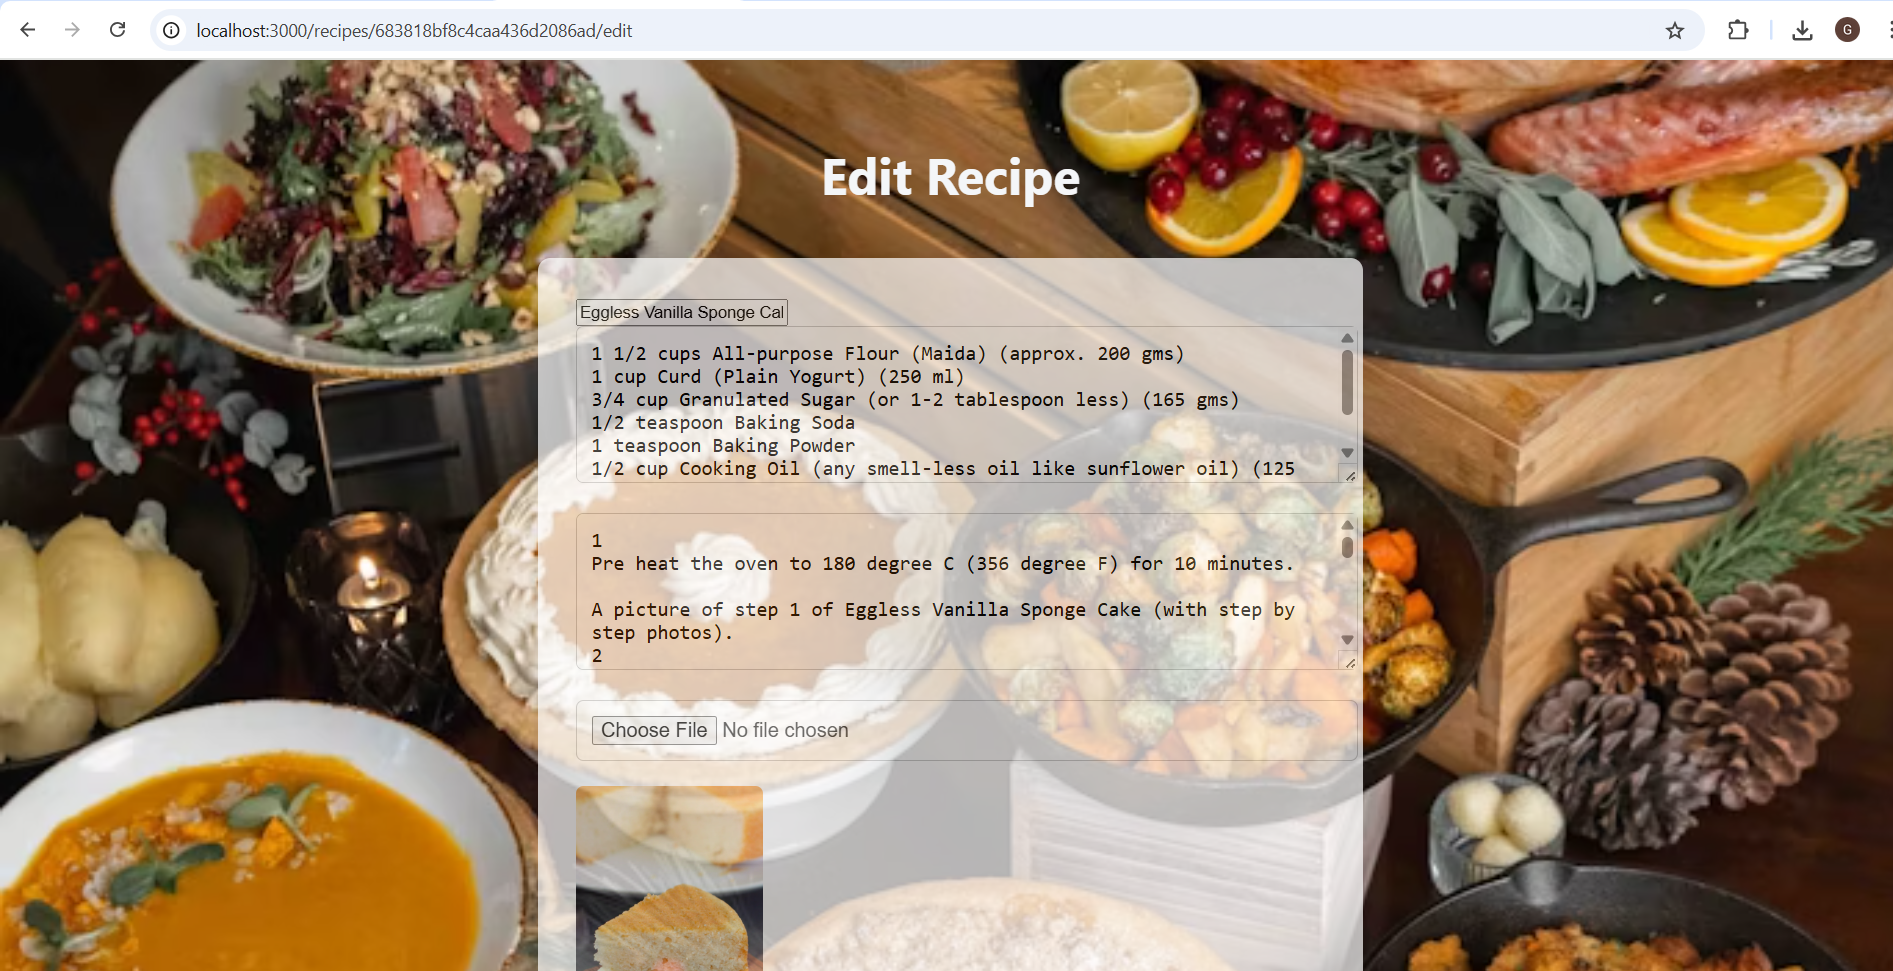 localhost:3000/recipes/683818bf8c4caa436d2086ad/edit
G
Edit Recipe
Eggless Vanilla Sponge Cal
1 1/2 cups All-purpose Flour (Maida) (approx. 200 gms)
1 cup Curd (Plain Yogurt) (250 ml)
3/4 cup Granulated Sugar (or 1-2 tablespoon less) (165 gms)
1/2 teaspoon Baking Soda
1 teaspoon Baking Powder
1/2 cup Cooking Oil (any smell-less oil like sunflower oil) (125
1
Pre heat the oven to 180 degree C (356 degree F) for 10 minutes.
A picture of step 1 of Eggless Vanilla Sponge Cake (with step by
step photos).
2
Choose File No file chosen